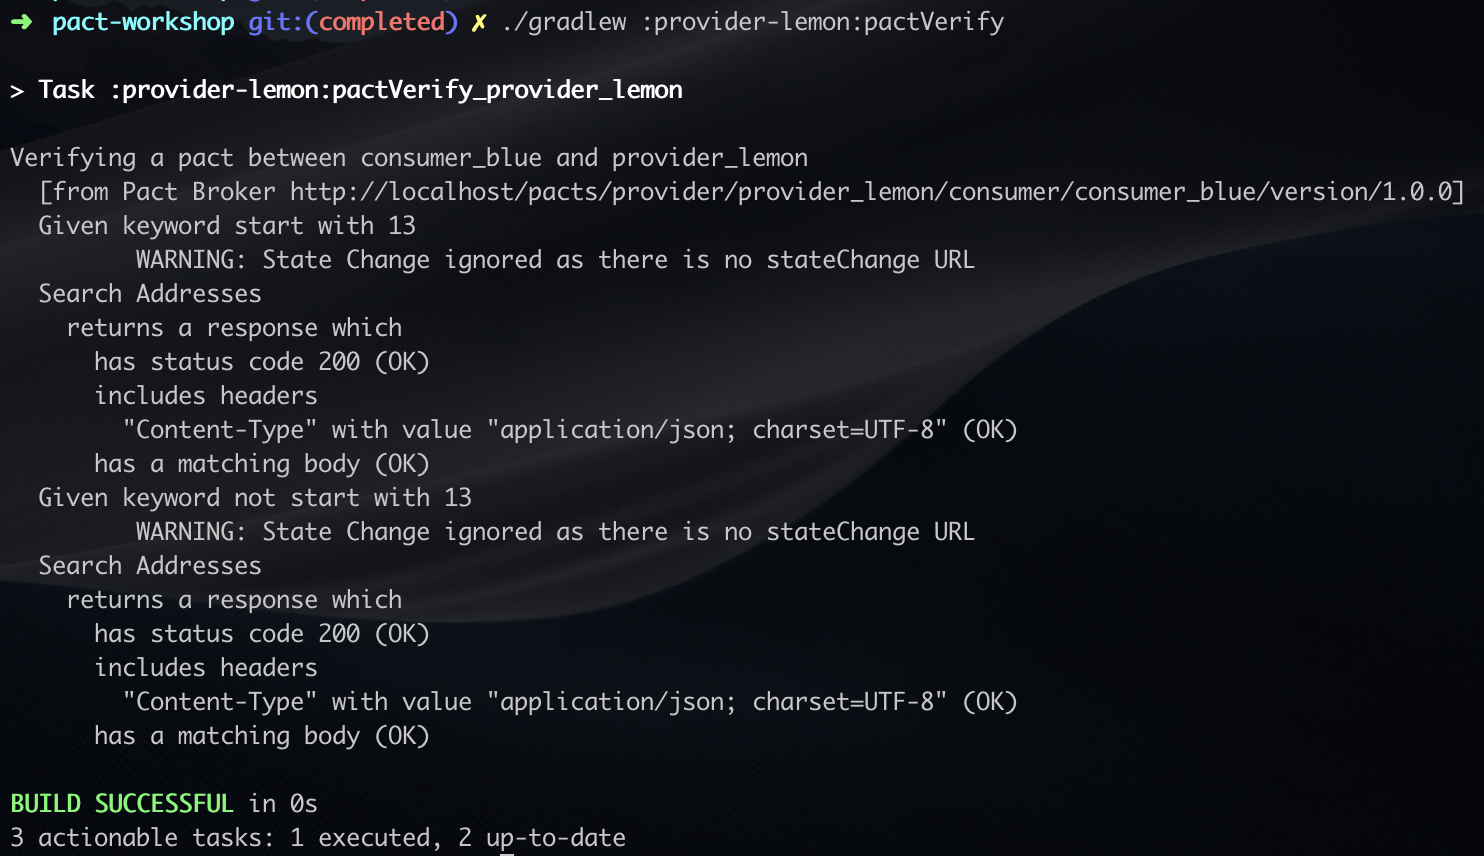 ➜ pact-workshop git:(completed) ✗ ./gradlew :provider-lemon:pactVerify
> Task :provider-lemon:pactVerify_provider_lemon
Verifying a pact between consumer_blue and provider_lemon
[from Pact Broker http://localhost/pacts/provider/provider_lemon/consumer/consumer_blue/version/1.0.0]
Given keyword start with 13
WARNING: State Change ignored as there is no stateChange URL
Search Addresses
returns a response which
has status code 200 (OK)
includes headers
"Content-Type" with value "application/json; charset=UTF-8" (OK)
has a matching body (OK)
Given keyword not start with 13
WARNING: State Change ignored as there is no stateChange URL
Search Addresses
returns a response which
has status code 200 (OK)
includes headers
"Content-Type" with value "application/json; charset=UTF-8" (OK)
has a matching body (OK)
BUILD SUCCESSFUL in 0s
3 actionable tasks: 1 executed, 2 up-to-date